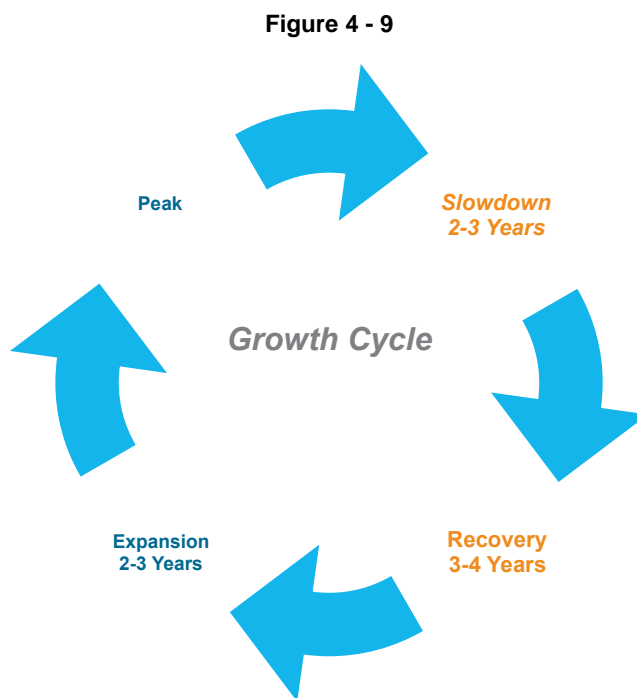 Figure 4 - 9
Peak
Slowdown
2-3 Years
Growth Cycle
Expansion
2-3 Years
Recovery
3-4 Years